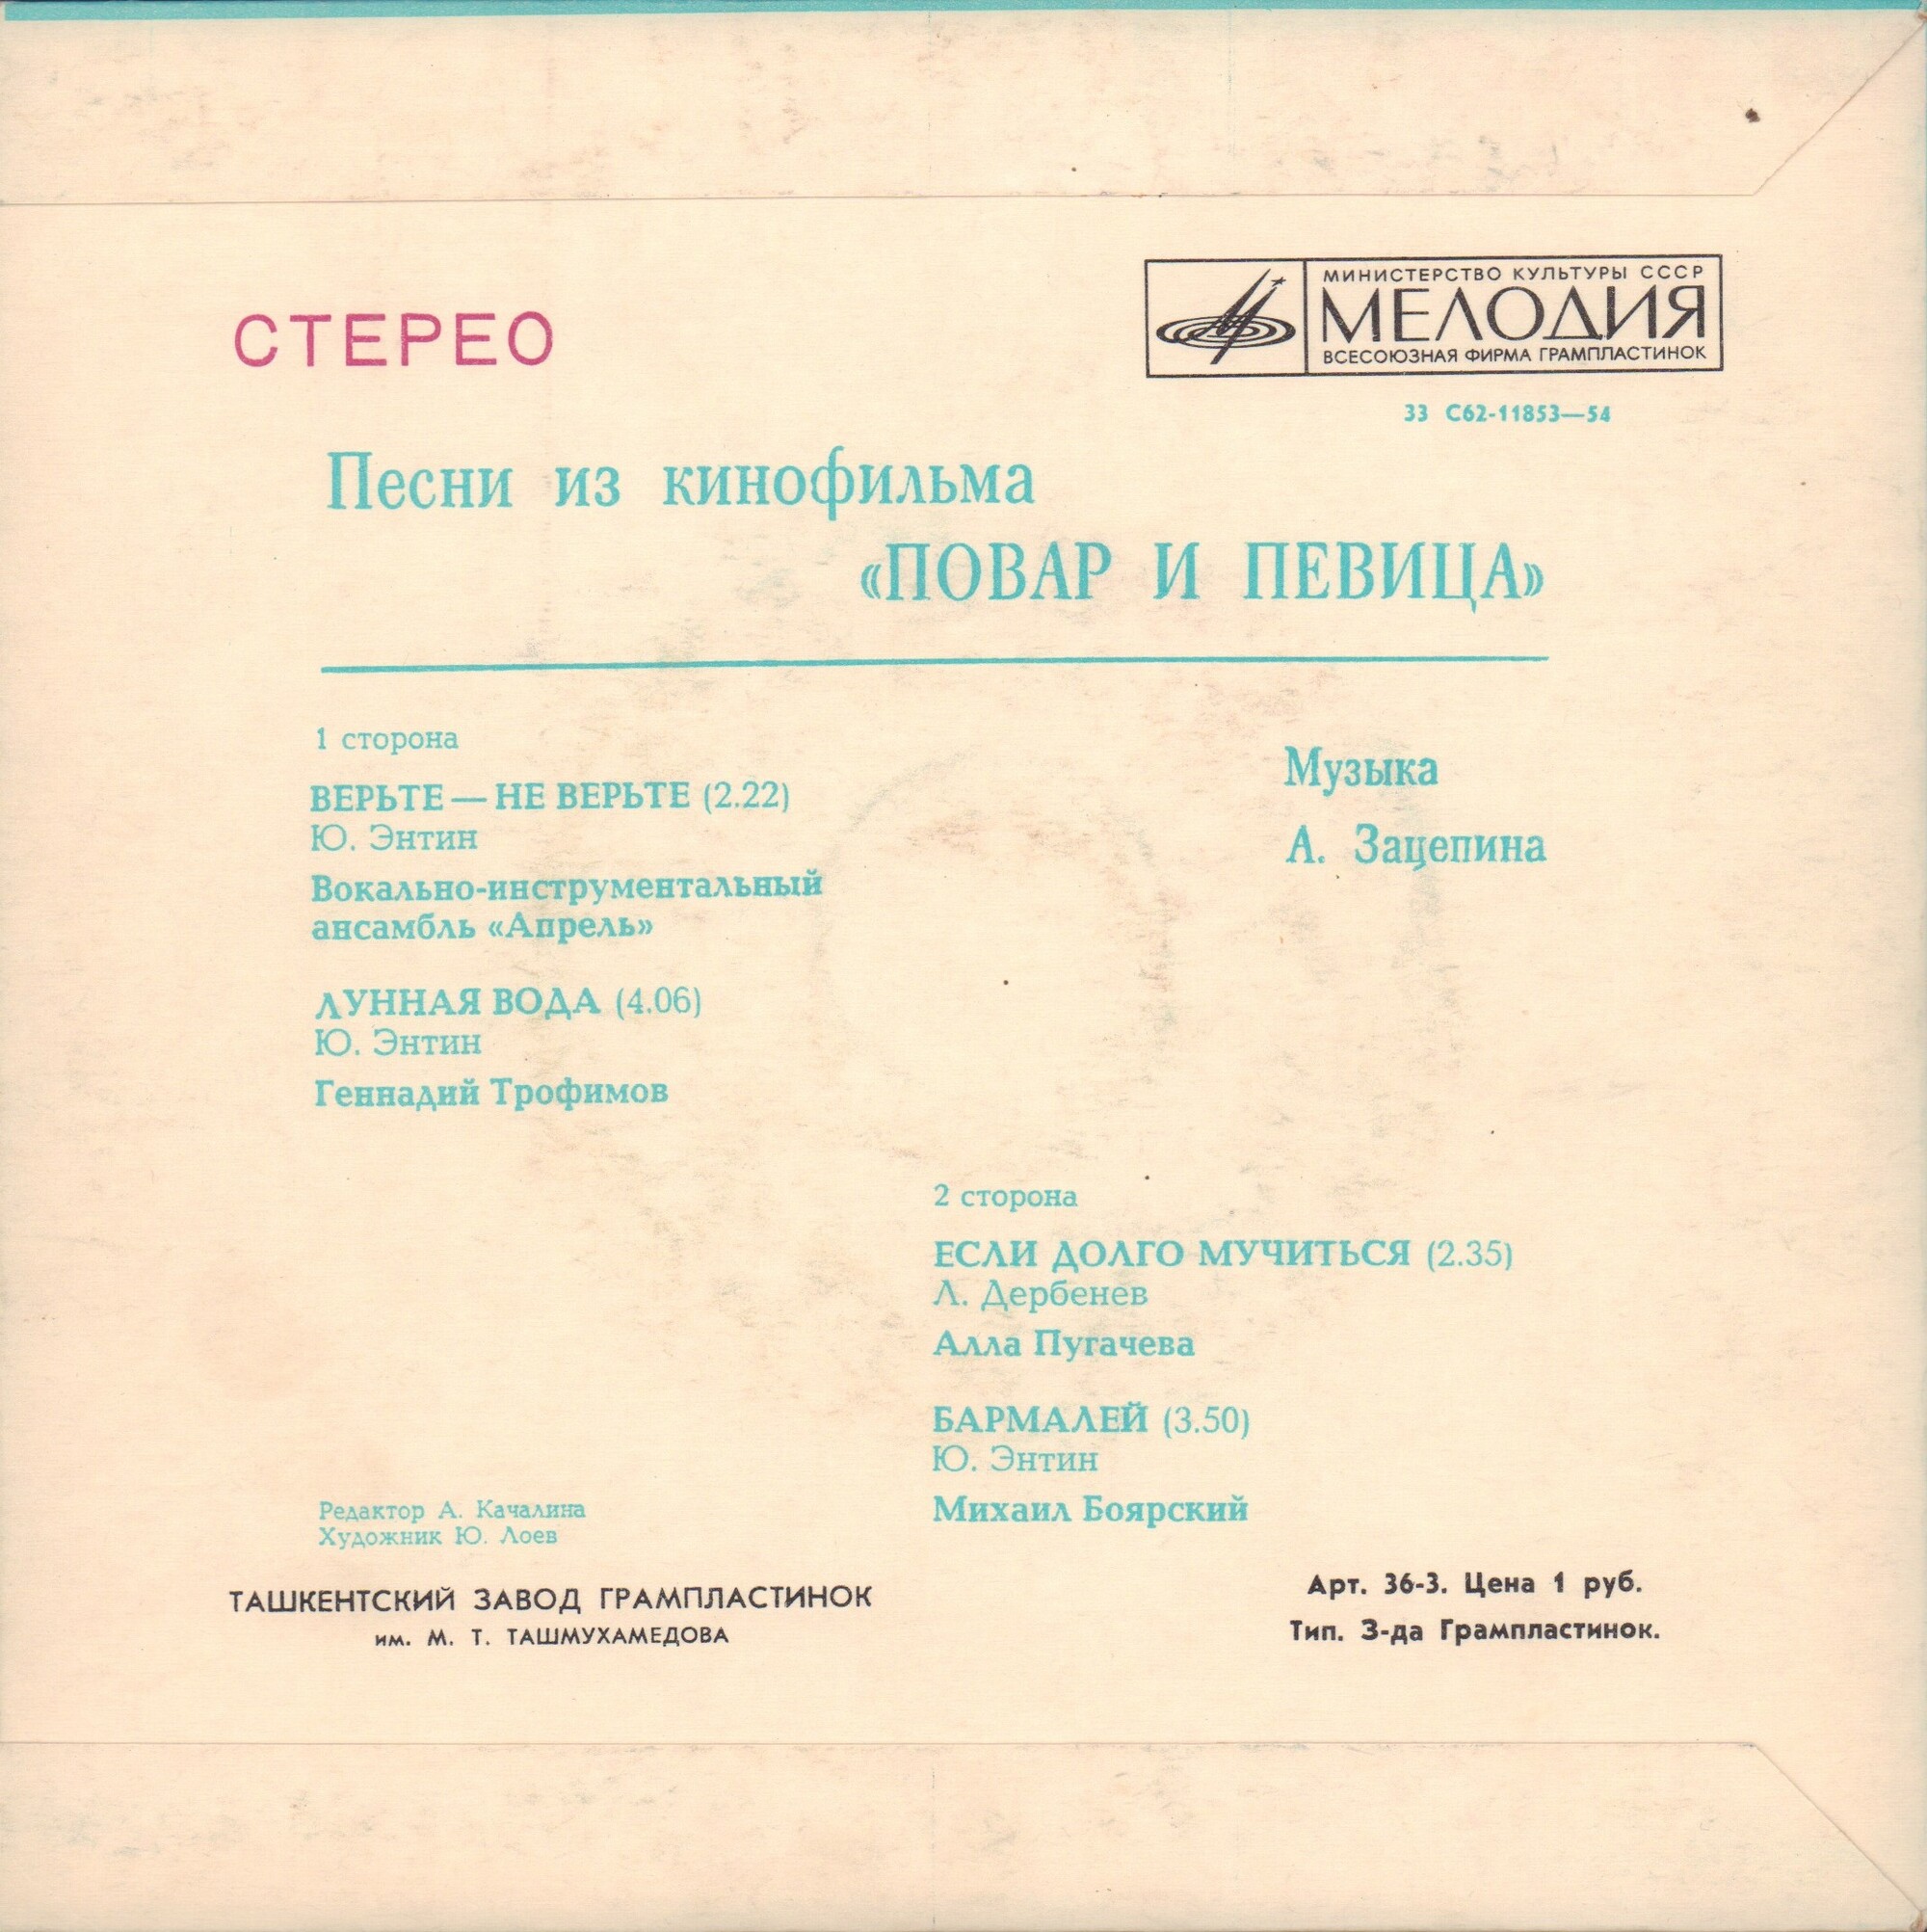 СТЕРЕО
МИНИСТЕРСТВО КУЛЬТУРЫ СССР
МЕЛОДИЯ
ВСЕСОЮЗНАЯ ФИРМА ГРАМПЛАСТИНОК
33 С62-11853—54
Песни из кинофильма
«ПОВАР И ПЕВИЦА»
1 сторона
ВЕРЬТЕ — НЕ ВЕРЬТЕ (2.22)
Ю. Энтин
Вокально-инструментальный
ансамбль «Апрель»
ЛУННАЯ ВОДА (4.06)
Ю. Энтин
Геннадий Трофимов
Музыка
А. Зацепина
2 сторона
ЕСЛИ ДОЛГО МУЧИТЬСЯ (2.35)
Л. Дербенев
Алла Пугачева
БАРМАЛЕЙ (3.50)
Ю. Энтин
Михаил Боярский
Редактор А. Качалина
Художник Ю. Лоев
ТАШКЕНТСКИЙ ЗАВОД ГРАМПЛАСТИНОК
им. М. Т. ТАШМУХАМЕДОВА
Арт. 36-3. Цена 1 руб.
Тип. З-да Грампластинок.